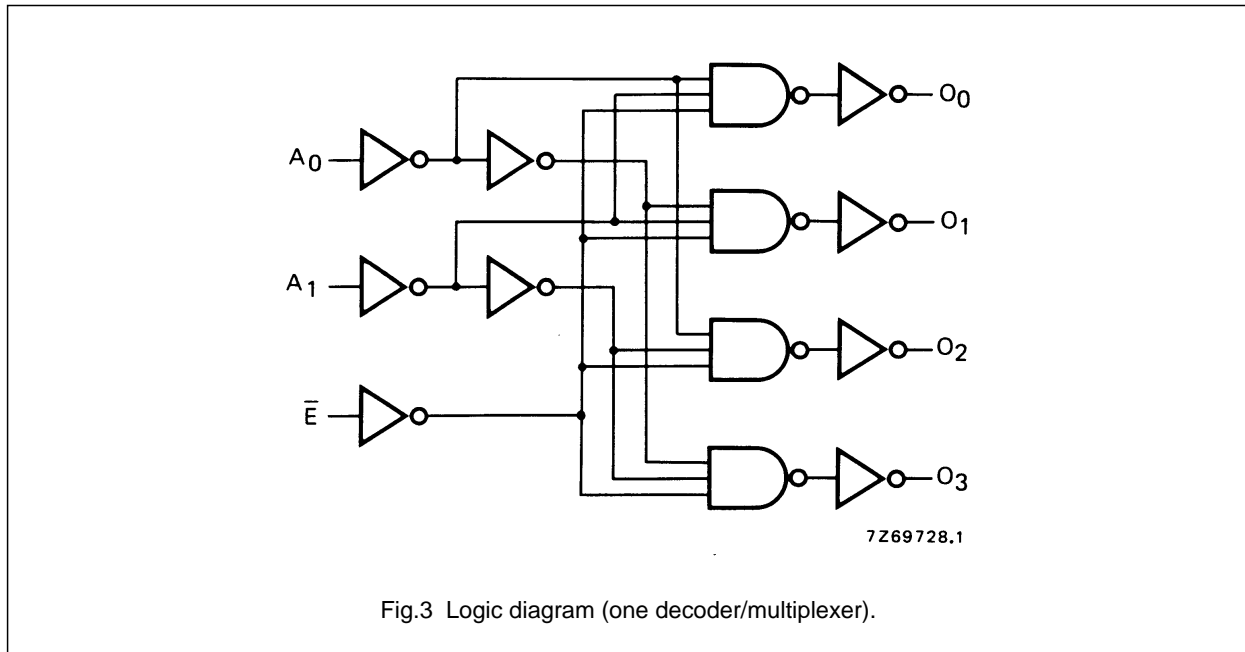 A0
O0
O1
A1
O2
E̅
O3
7Z69728.1
Fig.3 Logic diagram (one decoder/multiplexer).